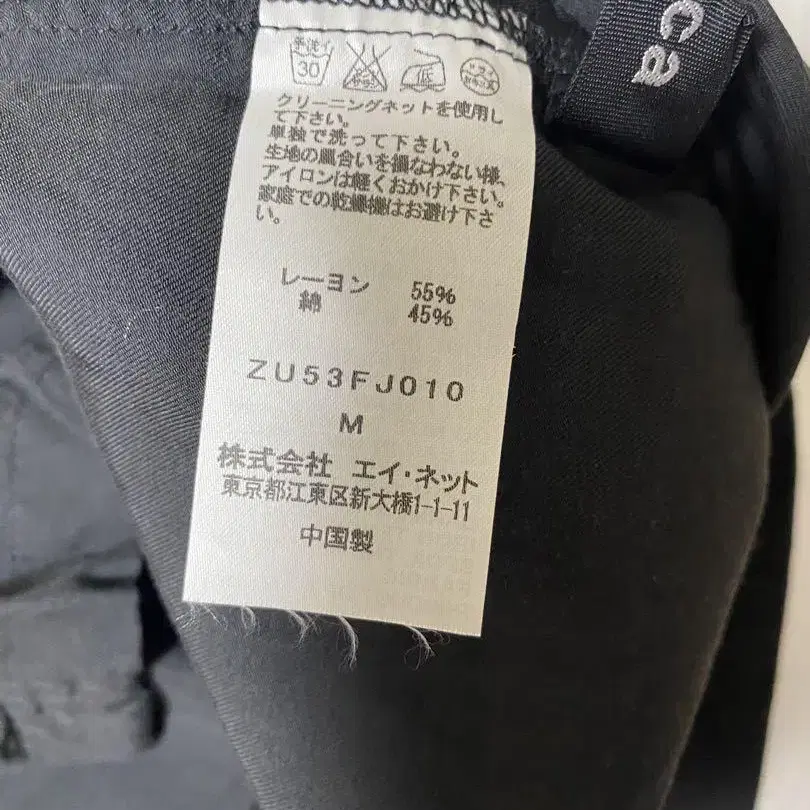 手洗イ
30
低
ドライ
ca
クリーニングネットを使用し
て下さい。
単独で洗って下さい。
生地の風合いを損なわない様、
アイロンは軽くおかけ下さい。
家庭での乾燥機はお避け下さ
い。
レーヨン 55%
綿 45%
ZU53FJ010
M
株式会社 エイ・ネット
東京都江東区新大橋1-1-11
中国製